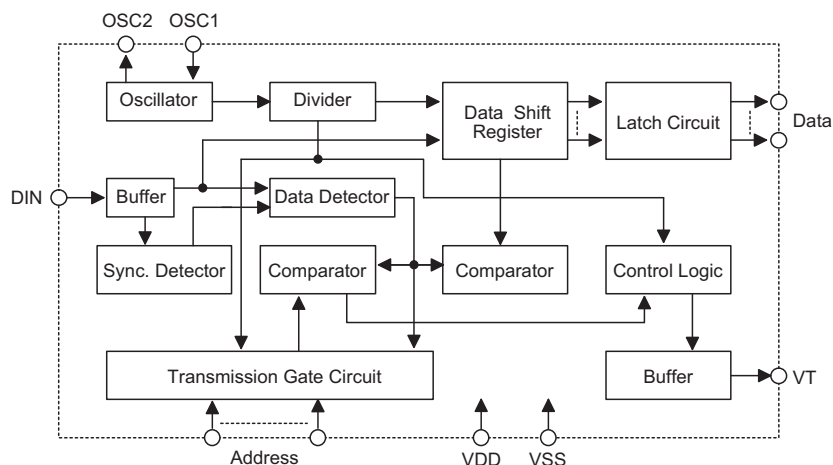 OSC2 OSC1
Oscillator
Divider
Data Shift
Register
Latch Circuit
Data
DIN
Buffer
Data Detector
Sync. Detector
Comparator
Comparator
Control Logic
Transmission Gate Circuit
Buffer
VT
Address
VDD
VSS